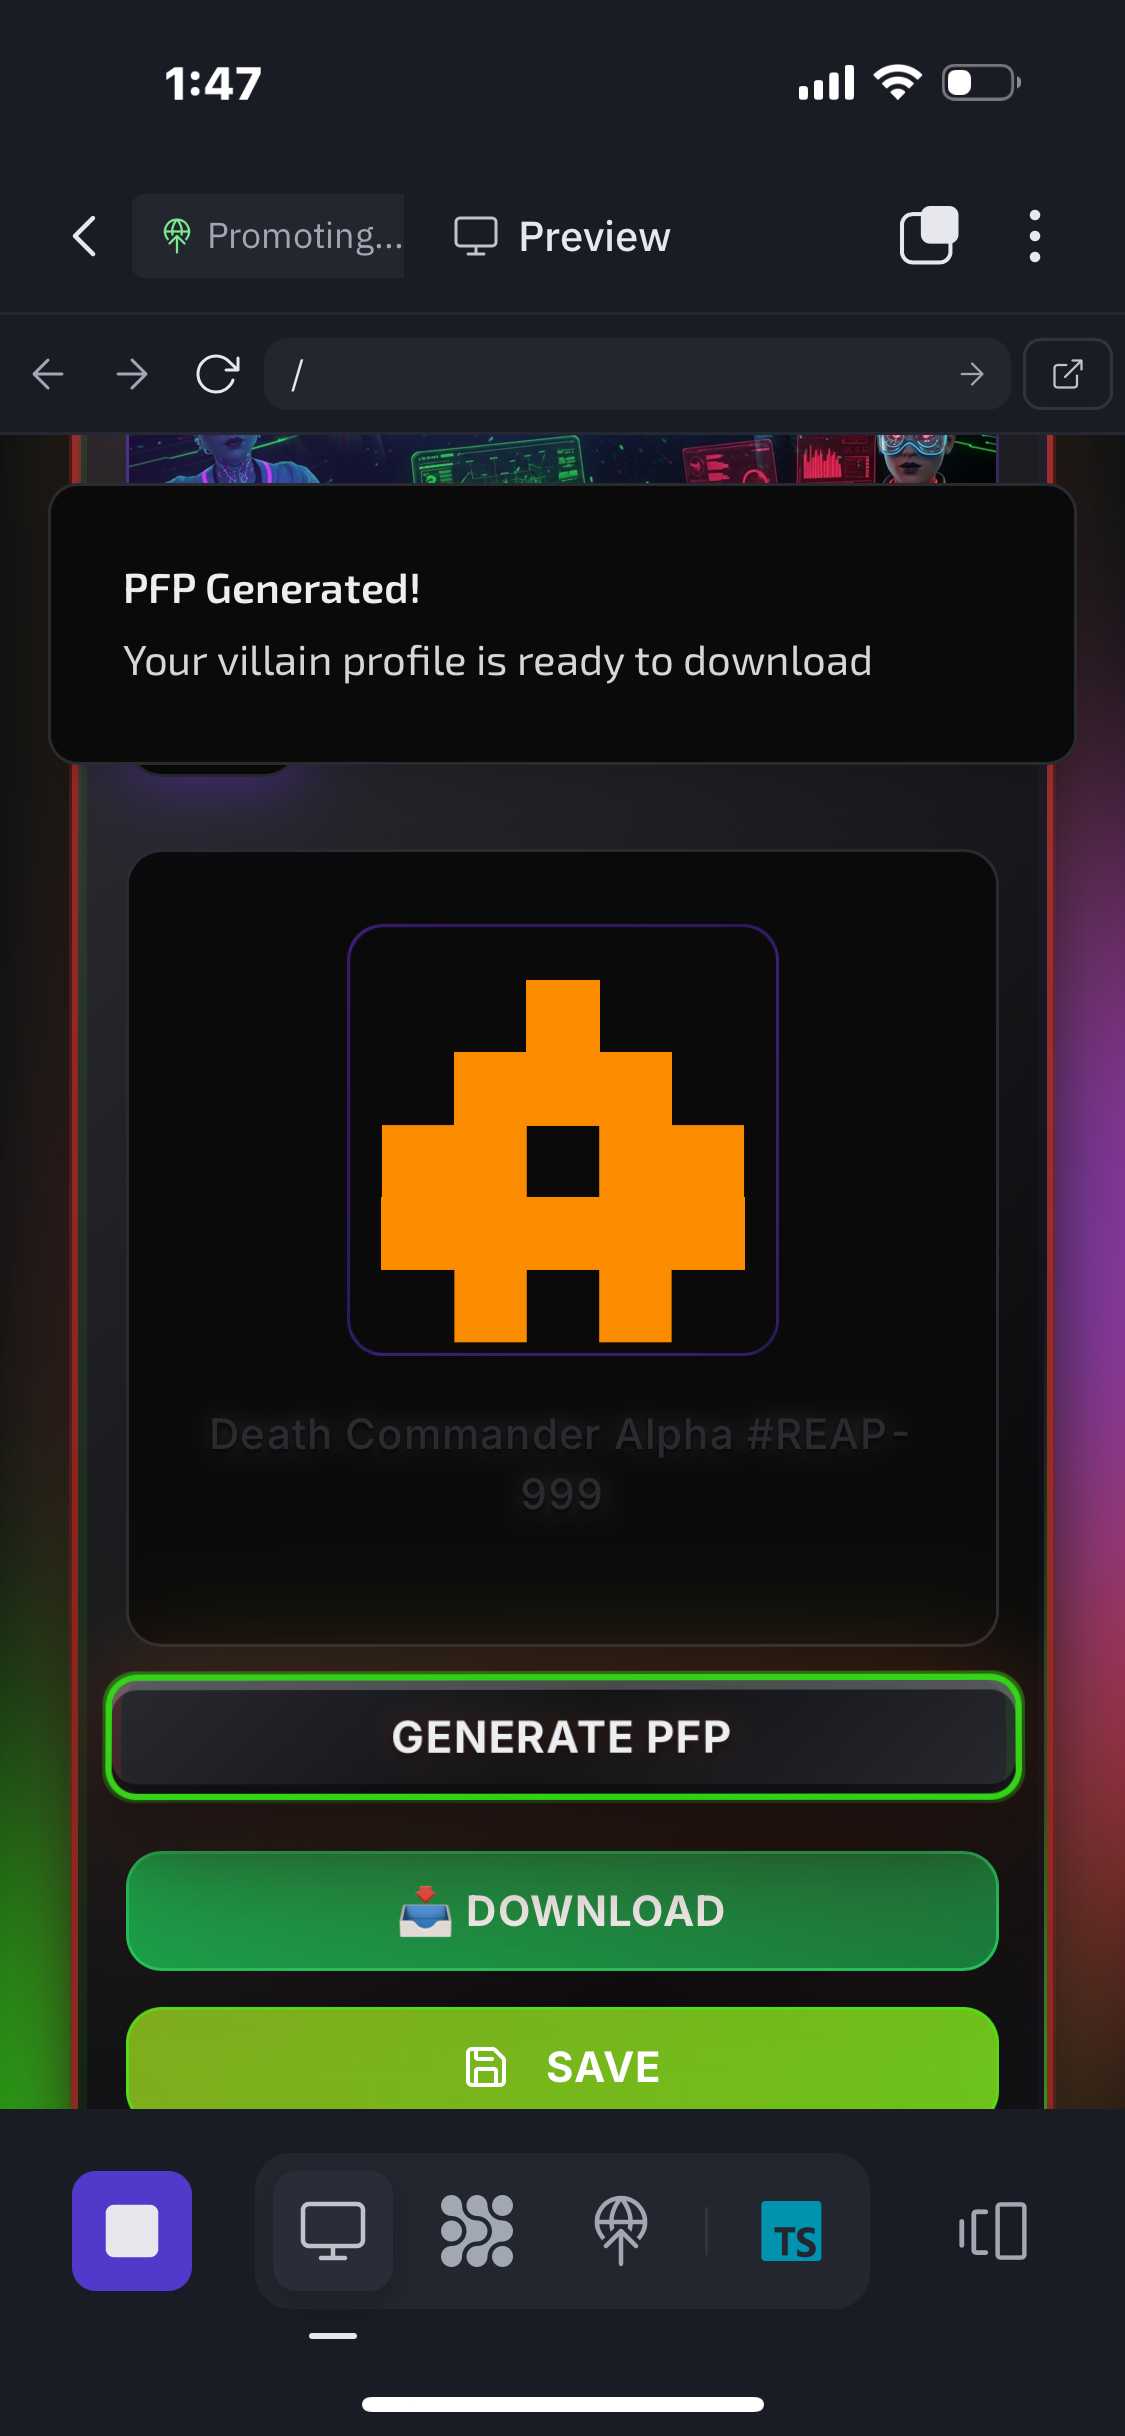 1:47
Promoting...
Preview
/
PFP Generated!
Your villain profile is ready to download
Death Commander Alpha #REAP-
999
GENERATE PFP
DOWNLOAD
SAVE
TS